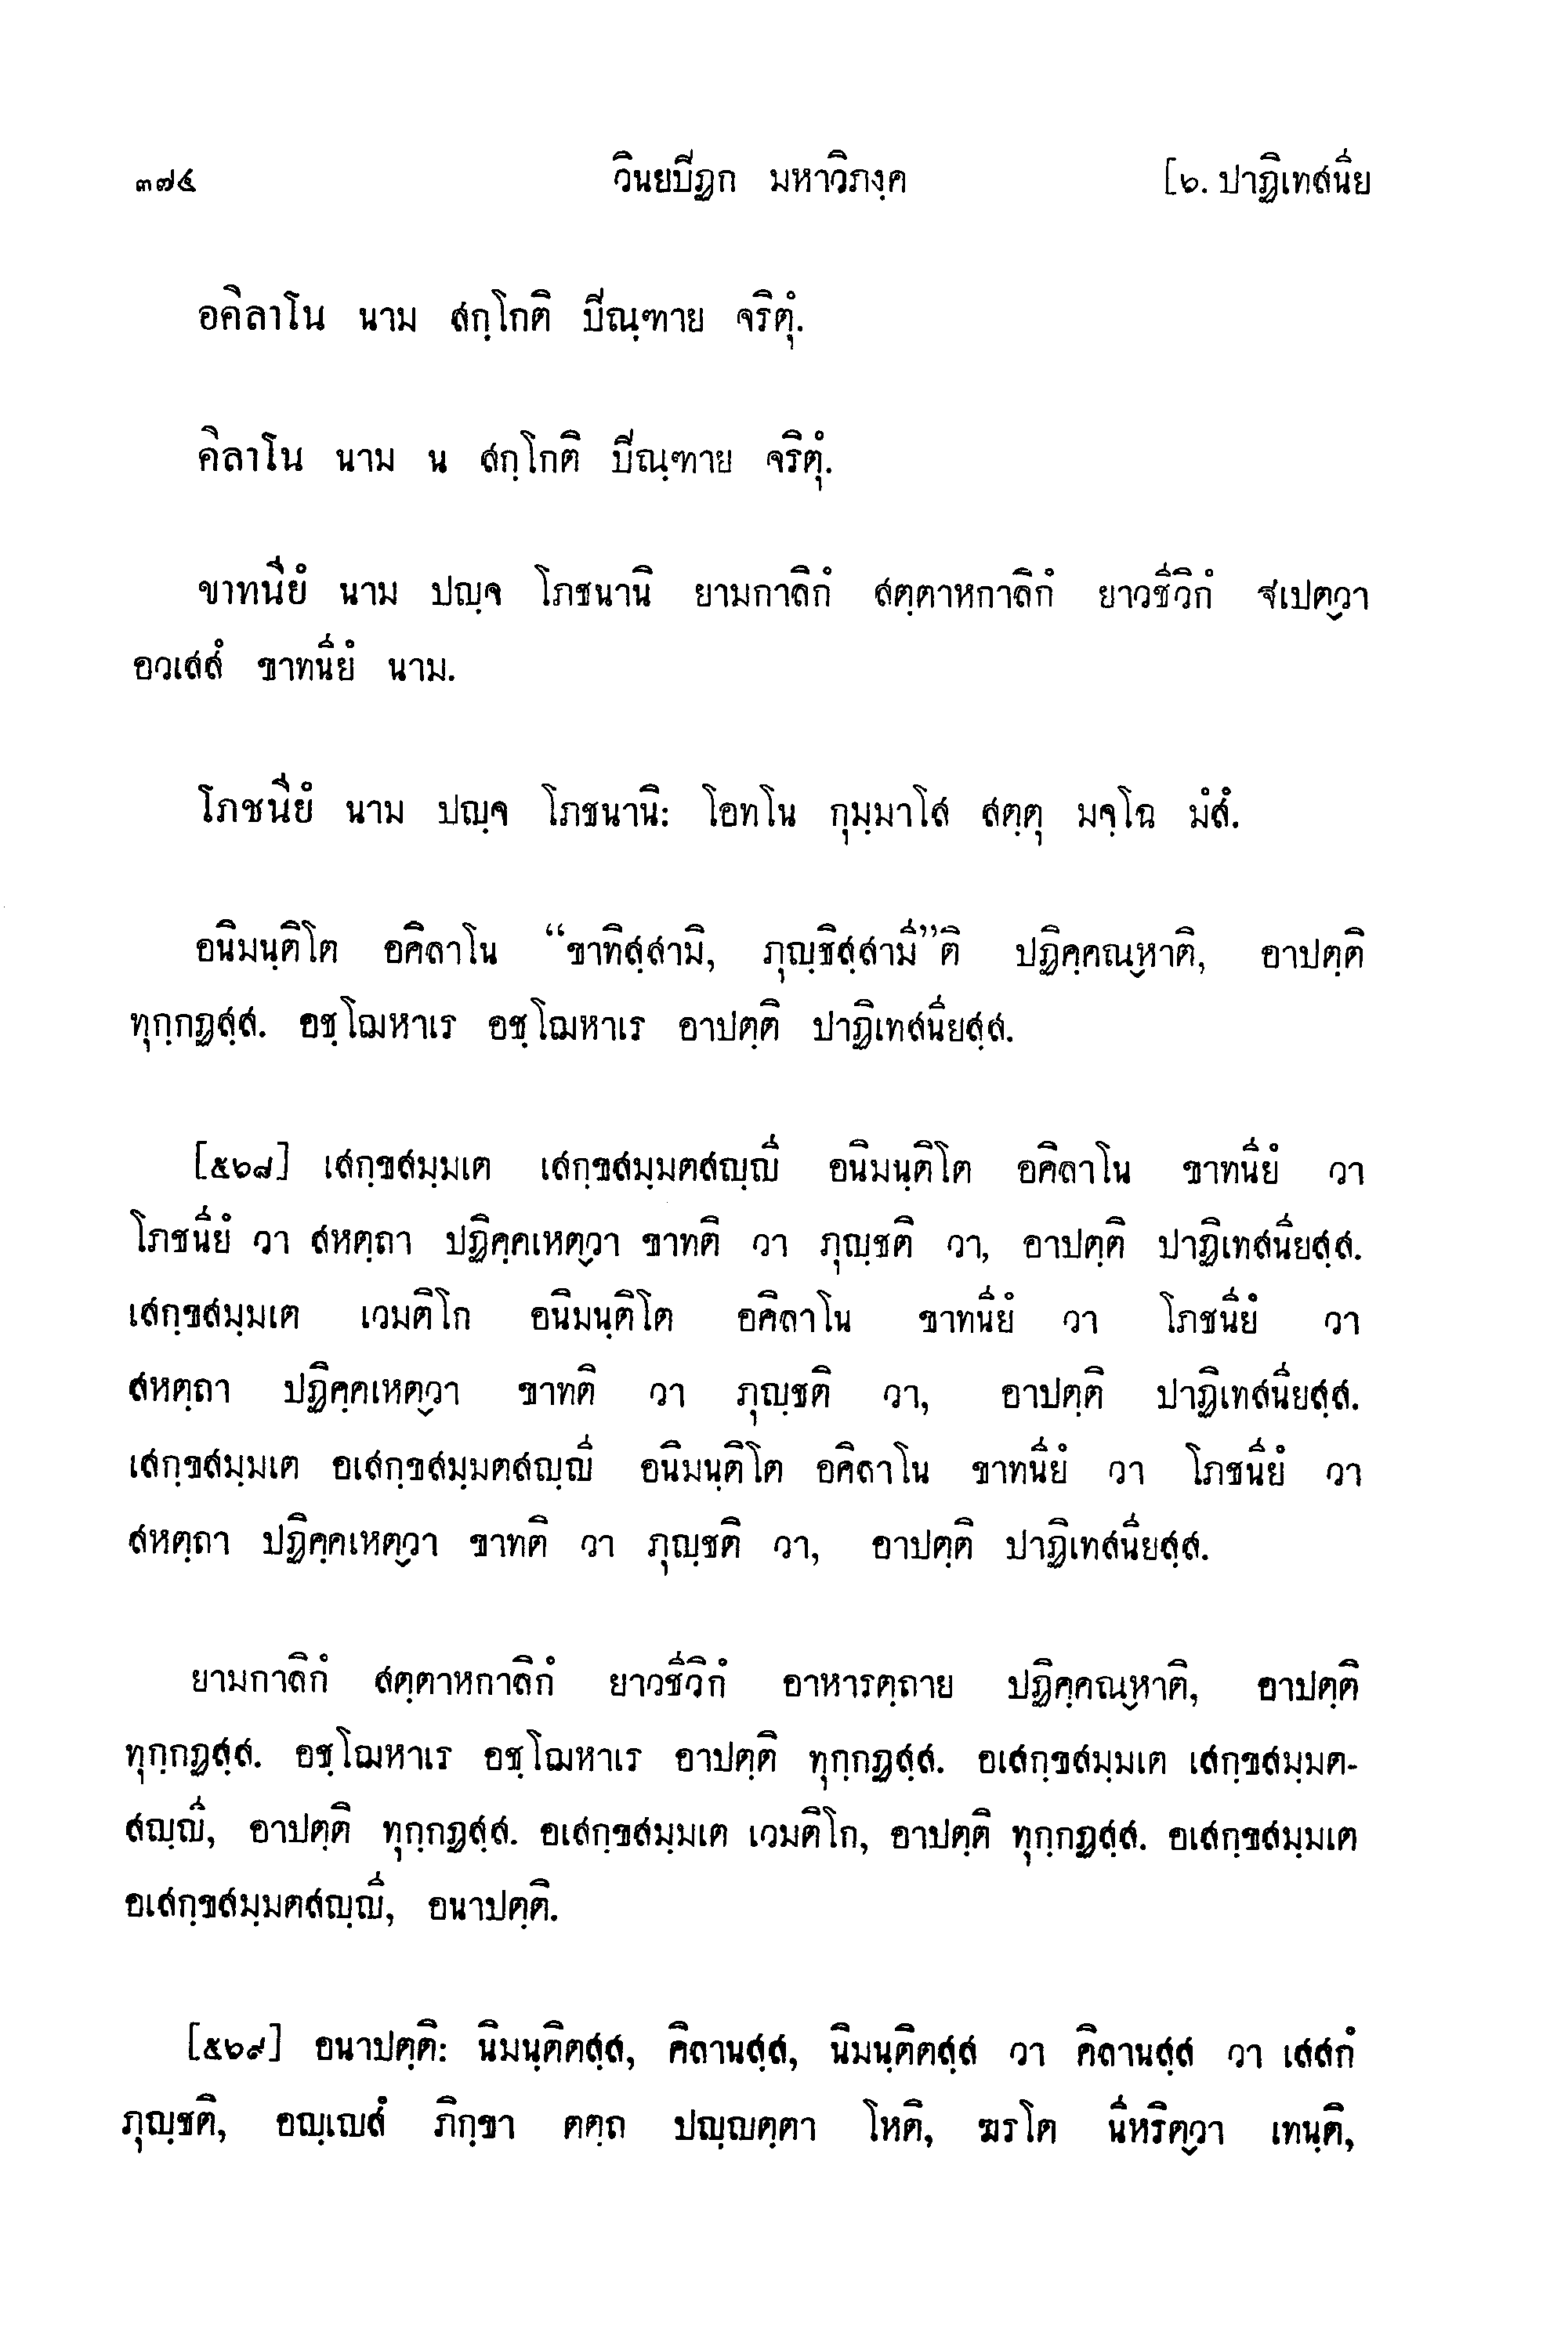 ๓๗๔ วินยปิฏก มหาวิภงฺค [๖. ปาฏิเทสนีย
อคิลาโน นาม สกฺโกติ ปิณฺฑาย จริตุํ.
คิลาโน นาม น สกฺโกติ ปิณฺฑาย จริตุํ.
ขาทนียํ นาม ปญฺจ โภชนานิ ยามกาลิกํ สตฺตาหกาลิกํ ยาวชีวิกํ ฐเปตฺวา
อวเสสํ ขาทนียํ นาม.
โภชนียํ นาม ปญฺจ โภชนานิ: โอทโน กุมฺมาโส สตฺตุ มจฺโฉ มํสํ.
อนิมนฺติโต อคิลาโน “ขาทิสฺสามิ, ภุญฺชิสฺสามี”ติ ปฏิคฺคณฺหาติ, อาปตฺติ
ทุกฺกฏสฺส. อชฺโฌหาเร อชฺโฌหาเร อาปตฺติ ปาฏิเทสนียสฺส.
[๕๖๘] เสกฺขสมฺมเต เสกฺขสมฺมตสญฺญี อนิมนฺติโต อคิลาโน ขาทนียํ วา
โภชนียํ วา สหตฺถา ปฏิคฺคเหตฺวา ขาทติ วา ภุญฺชติ วา, อาปตฺติ ปาฏิเทสนียสฺส.
เสกฺขสมฺมเต เวมติโก อนิมนฺติโต อคิลาโน ขาทนียํ วา โภชนียํ วา
สหตฺถา ปฏิคฺคเหตฺวา ขาทติ วา ภุญฺชติ วา, อาปตฺติ ปาฏิเทสนียสฺส.
เสกฺขสมฺมเต อเสกฺขสมฺมตสญฺญี อนิมนฺติโต อคิลาโน ขาทนียํ วา โภชนียํ วา
สหตฺถา ปฏิคฺคเหตฺวา ขาทติ วา ภุญฺชติ วา, อาปตฺติ ปาฏิเทสนียสฺส.
ยามกาลิกํ สตฺตาหกาลิกํ ยาวชีวิกํ อาหารตฺถาย ปฏิคฺคณฺหาติ, อาปตฺติ
ทุกฺกฏสฺส. อชฺโฌหาเร อชฺโฌหาเร อาปตฺติ ทุกฺกฏสฺส. อเสกฺขสมฺมเต เสกฺขสมฺมต-
สญฺญี, อาปตฺติ ทุกฺกฏสฺส. อเสกฺขสมฺมเต เวมติโก, อาปตฺติ ทุกฺกฏสฺส. อเสกฺขสมฺมเต
อเสกฺขสมฺมตสญฺญี, อนาปตฺติ.
[๕๖๙] อนาปตฺติ: นิมนฺติตสฺส, คิลานสฺส, นิมนฺติตสฺส วา คิลานสฺส วา เสสกํ
ภุญฺชติ, อญฺเญสํ ภิกฺขา ตตฺถ ปญฺญตฺตา โหติ, ฆรโต นีหริตฺวา เทนฺติ,